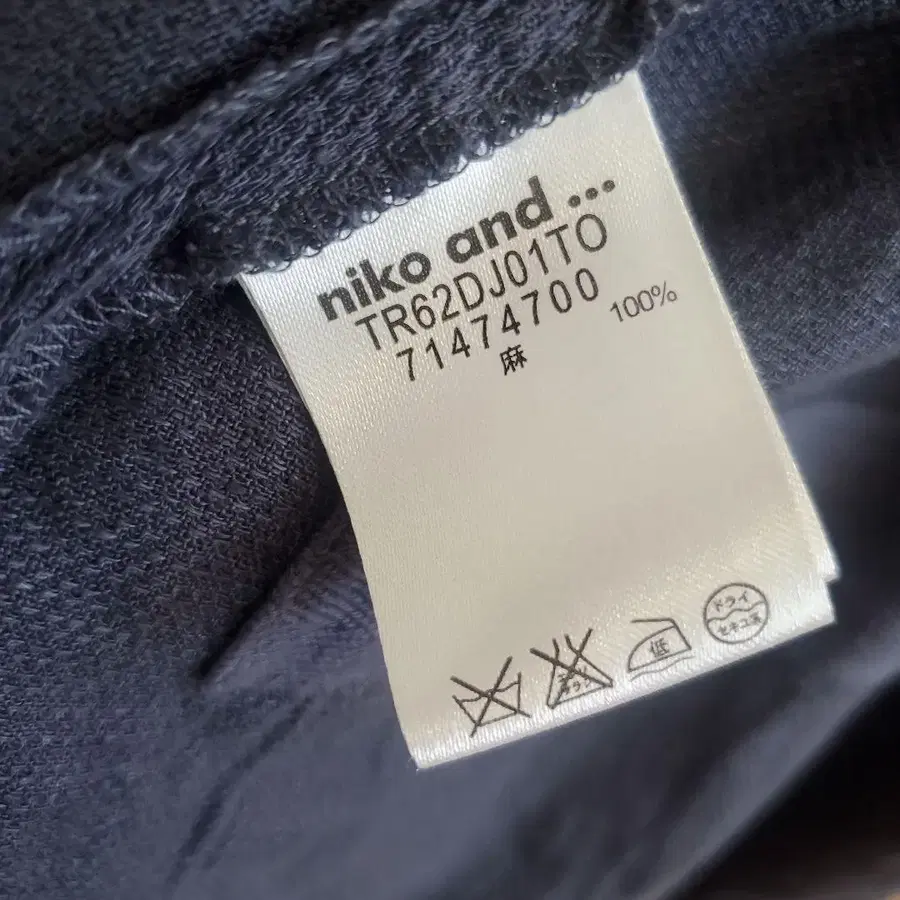 niko and ...
TR62DJ01TO
71474700
麻 100%
低
ドライ
セキユ系